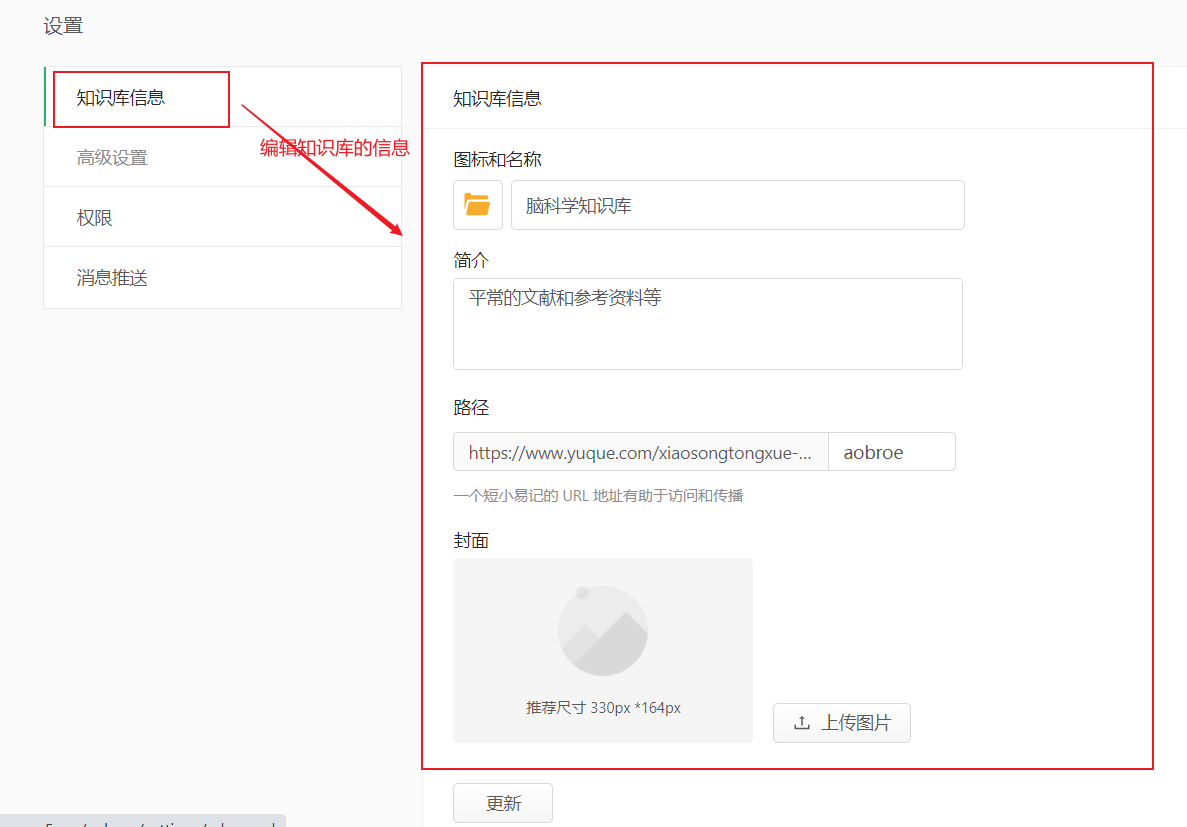 设置
知识库信息
编辑知识库的信息
高级设置
权限
消息推送
知识库信息
图标和名称
脑科学知识库
简介
平常的文献和参考资料等
路径
https://www.yuque.com/xiaosongtongxue-... aobroe
一个短小易记的 URL 地址有助于访问和传播
封面
推荐尺寸 330px *164px
上传图片
更新